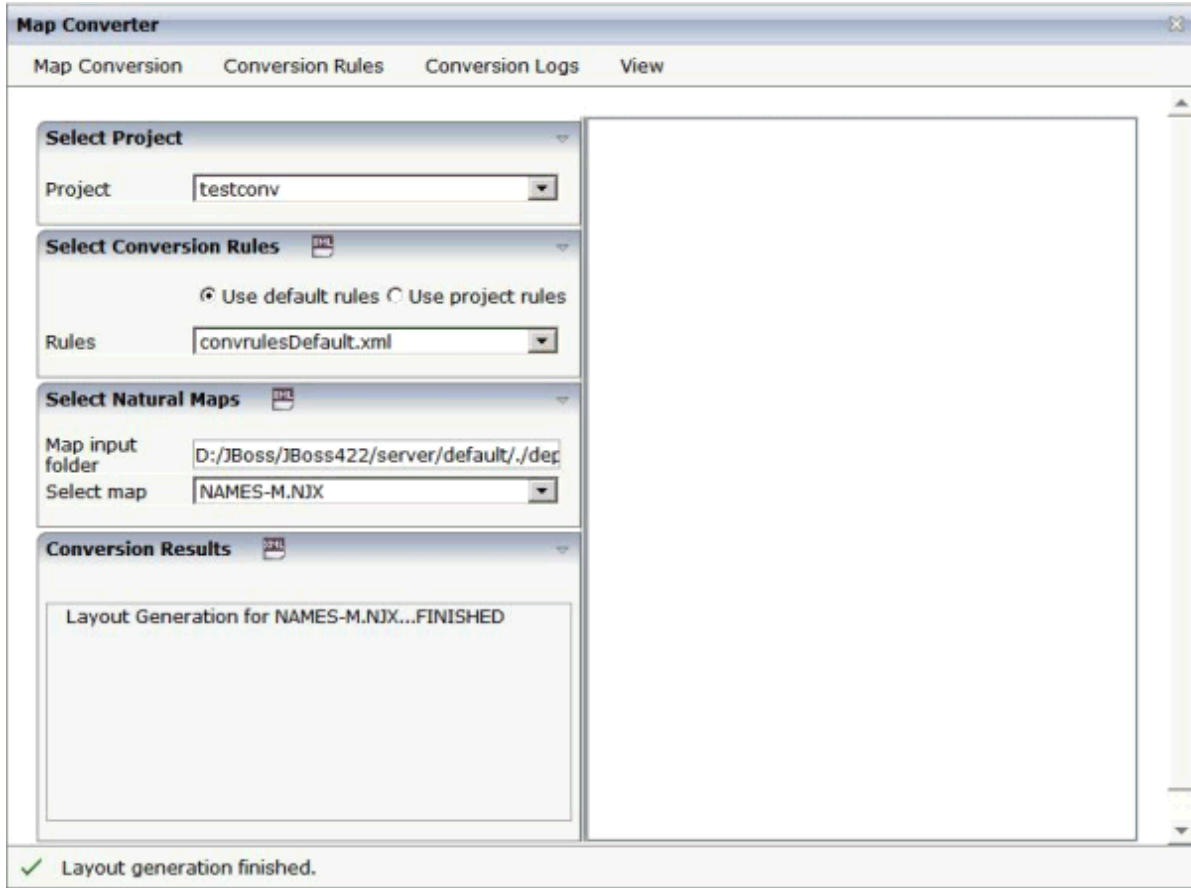 Map Converter
Map Conversion Conversion Rules Conversion Logs View
Select Project
Project testconv
Select Conversion Rules
Use default rules Use project rules
Rules convrulesDefault.xml
Select Natural Maps
Map input
folder D:/JBoss/JBoss422/server/default/./dep
Select map NAMES-M.NJX
Conversion Results
Layout Generation for NAMES-M.NJX...FINISHED
Layout generation finished.